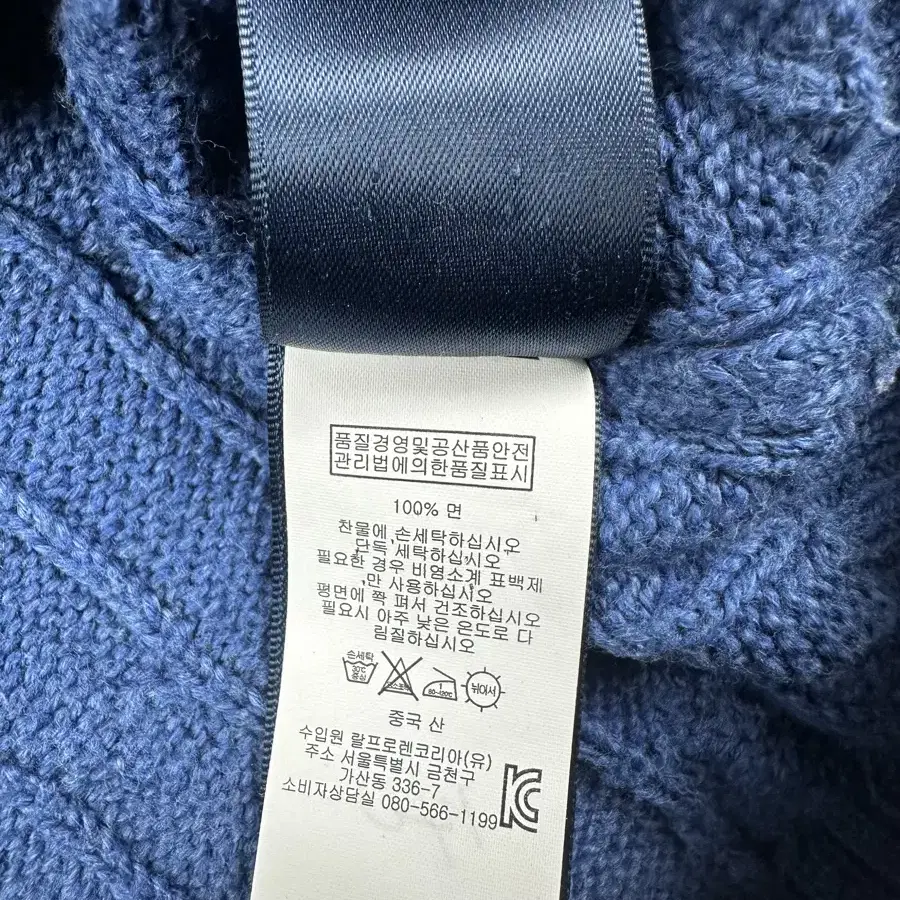 품질경영및공산품안전
관리법에의한품질표시
100% 면
찬물에 손세탁하십시오
단독 세탁하십시오
필요한 경우 비염소계 표백제
만 사용하십시오
평면에 쫙 펴서 건조하십시오
필요시 아주 낮은 온도로 다
림질하십시오
손세탁
30℃
중성
80~120℃
뉘어서
중국 산
수입원 랄프로렌코리아(유)
주소 서울특별시 금천구
가산동 336-7
소비자상담실 080-566-1199